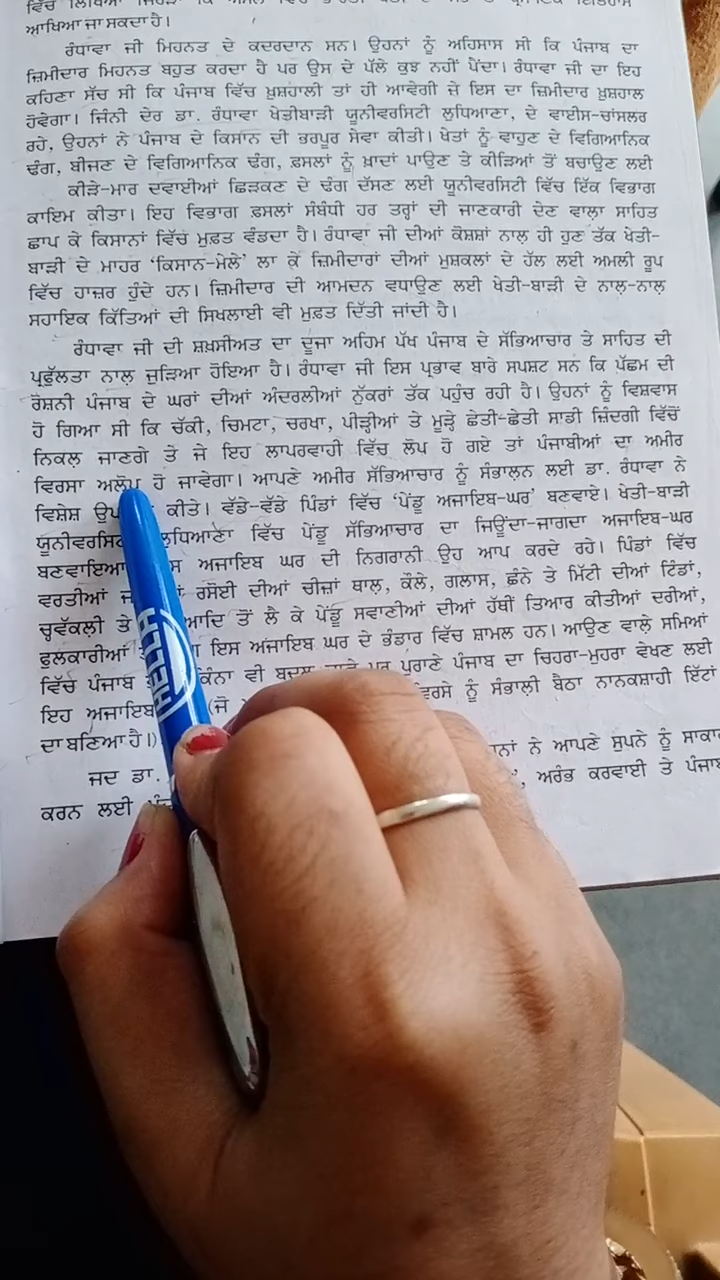 ਆਖਿਆ ਜਾ ਸਕਦਾ ਹੈ।
ਰੰਧਾਵਾ ਜੀ ਮਿਹਨਤ ਦੇ ਕਦਰਦਾਨ ਸਨ। ਉਹਨਾਂ ਨੂੰ ਅਹਿਸਾਸ ਸੀ ਕਿ ਪੰਜਾਬ ਦਾ
ਜ਼ਿਮੀਦਾਰ ਮਿਹਨਤ ਬਹੁਤ ਕਰਦਾ ਹੈ ਪਰ ਉਸ ਦੇ ਪੱਲੇ ਕੁਝ ਨਹੀਂ ਪੈਂਦਾ। ਰੰਧਾਵਾ ਜੀ ਦਾ ਇਹ
ਕਹਿਣਾ ਸੱਚ ਸੀ ਕਿ ਪੰਜਾਬ ਵਿੱਚ ਖ਼ੁਸ਼ਹਾਲੀ ਤਾਂ ਹੀ ਆਵੇਗੀ ਜੇ ਇਸ ਦਾ ਜ਼ਿਮੀਦਾਰ ਖ਼ੁਸ਼ਹਾਲ
ਹੋਵੇਗਾ। ਜਿੰਨੀ ਦੇਰ ਡਾ. ਰੰਧਾਵਾ ਖੇਤੀਬਾੜੀ ਯੂਨੀਵਰਸਿਟੀ ਲੁਧਿਆਣਾ, ਦੇ ਵਾਈਸ-ਚਾਂਸਲਰ
ਰਹੇ, ਉਹਨਾਂ ਨੇ ਪੰਜਾਬ ਦੇ ਕਿਸਾਨ ਦੀ ਭਰਪੂਰ ਸੇਵਾ ਕੀਤੀ। ਖੇਤਾਂ ਨੂੰ ਵਾਹੁਣ ਦੇ ਵਿਗਿਆਨਿਕ
ਢੰਗ, ਬੀਜਣ ਦੇ ਵਿਗਿਆਨਿਕ ਢੰਗ, ਫ਼ਸਲਾਂ ਨੂੰ ਖ਼ਾਦਾਂ ਪਾਉਣ ਤੇ ਕੀੜਿਆਂ ਤੋਂ ਬਚਾਉਣ ਲਈ
ਕੀੜੇ-ਮਾਰ ਦਵਾਈਆਂ ਛਿੜਕਣ ਦੇ ਢੰਗ ਦੱਸਣ ਲਈ ਯੂਨੀਵਰਸਿਟੀ ਵਿੱਚ ਇੱਕ ਵਿਭਾਗ
ਕਾਇਮ ਕੀਤਾ। ਇਹ ਵਿਭਾਗ ਫ਼ਸਲਾਂ ਸੰਬੰਧੀ ਹਰ ਤਰ੍ਹਾਂ ਦੀ ਜਾਣਕਾਰੀ ਦੇਣ ਵਾਲ਼ਾ ਸਾਹਿਤ
ਛਾਪ ਕੇ ਕਿਸਾਨਾਂ ਵਿੱਚ ਮੁਫ਼ਤ ਵੰਡਦਾ ਹੈ। ਰੰਧਾਵਾ ਜੀ ਦੀਆਂ ਕੋਸ਼ਸ਼ਾਂ ਨਾਲ਼ ਹੀ ਹੁਣ ਤੱਕ ਖੇਤੀ-
ਬਾੜੀ ਦੇ ਮਾਹਰ ‘ਕਿਸਾਨ-ਮੇਲੇ’ ਲਾ ਕੇ ਜ਼ਿਮੀਦਾਰਾਂ ਦੀਆਂ ਮੁਸ਼ਕਲਾਂ ਦੇ ਹੱਲ ਲਈ ਅਮਲੀ ਰੂਪ
ਵਿੱਚ ਹਾਜ਼ਰ ਹੁੰਦੇ ਹਨ। ਜ਼ਿਮੀਦਾਰ ਦੀ ਆਮਦਨ ਵਧਾਉਣ ਲਈ ਖੇਤੀ-ਬਾੜੀ ਦੇ ਨਾਲ਼-ਨਾਲ਼
ਸਹਾਇਕ ਕਿੱਤਿਆਂ ਦੀ ਸਿਖਲਾਈ ਵੀ ਮੁਫ਼ਤ ਦਿੱਤੀ ਜਾਂਦੀ ਹੈ।
ਰੰਧਾਵਾ ਜੀ ਦੀ ਸ਼ਖ਼ਸੀਅਤ ਦਾ ਦੂਜਾ ਅਹਿਮ ਪੱਖ ਪੰਜਾਬ ਦੇ ਸੱਭਿਆਚਾਰ ਤੇ ਸਾਹਿਤ ਦੀ
ਪ੍ਰਫੁੱਲਤਾ ਨਾਲ਼ ਜੁੜਿਆ ਹੋਇਆ ਹੈ। ਰੰਧਾਵਾ ਜੀ ਇਸ ਪ੍ਰਭਾਵ ਬਾਰੇ ਸਪਸ਼ਟ ਸਨ ਕਿ ਪੱਛਮ ਦੀ
ਰੋਸ਼ਨੀ ਪੰਜਾਬ ਦੇ ਘਰਾਂ ਦੀਆਂ ਅੰਦਰਲੀਆਂ ਨੁੱਕਰਾਂ ਤੱਕ ਪਹੁੰਚ ਰਹੀ ਹੈ। ਉਹਨਾਂ ਨੂੰ ਵਿਸ਼ਵਾਸ
ਹੋ ਗਿਆ ਸੀ ਕਿ ਚੱਕੀ, ਚਿਮਟਾ, ਚਰਖਾ, ਪੀੜ੍ਹੀਆਂ ਤੇ ਮੂੜ੍ਹੇ ਛੇਤੀ-ਛੇਤੀ ਸਾਡੀ ਜ਼ਿੰਦਗੀ ਵਿੱਚੋਂ
ਨਿਕਲ਼ ਜਾਣਗੇ ਤੇ ਜੇ ਇਹ ਲਾਪਰਵਾਹੀ ਵਿੱਚ ਲੋਪ ਹੋ ਗਏ ਤਾਂ ਪੰਜਾਬੀਆਂ ਦਾ ਅਮੀਰ
ਵਿਰਸਾ ਅਲੋਪ ਹੋ ਜਾਵੇਗਾ। ਆਪਣੇ ਅਮੀਰ ਸੱਭਿਆਚਾਰ ਨੂੰ ਸੰਭਾਲ਼ਨ ਲਈ ਡਾ. ਰੰਧਾਵਾ ਨੇ
ਵਿਸ਼ੇਸ਼ ਕੀਤੇ। ਵੱਡੇ-ਵੱਡੇ ਪਿੰਡਾਂ ਵਿੱਚ ‘ਪੇਂਡੂ ਅਜਾਇਬ-ਘਰ’ ਬਣਵਾਏ। ਖੇਤੀ-ਬਾੜੀ
ਲੁਧਿਆਣਾ ਵਿੱਚ ਪੇਂਡੂ ਸੱਭਿਆਚਾਰ ਦਾ ਜਿਊਂਦਾ-ਜਾਗਦਾ ਅਜਾਇਬ-ਘਰ
ਬਣਵਾਇਆ ਅਜਾਇਬ ਘਰ ਦੀ ਨਿਗਰਾਨੀ ਉਹ ਆਪ ਕਰਦੇ ਰਹੇ। ਪਿੰਡਾਂ ਵਿੱਚ
ਵਰਤੀਆਂ ਰਸੋਈ ਦੀਆਂ ਚੀਜ਼ਾਂ ਥਾਲ਼, ਕੌਲੇ, ਗਲਾਸ, ਛੰਨੇ ਤੇ ਮਿੱਟੀ ਦੀਆਂ ਟਿੰਡਾਂ,
ਚ੍ਹਵੱਕਲ਼ੀ ਤੇ ਆਦਿ ਤੋਂ ਲੈ ਕੇ ਪੇਂਡੂ ਸਵਾਣੀਆਂ ਦੀਆਂ ਹੱਥੀਂ ਤਿਆਰ ਕੀਤੀਆਂ ਦਰੀਆਂ,
ਫੁਲਕਾਰੀਆਂ ਇਸ ਅਜਾਇਬ ਘਰ ਦੇ ਭੰਡਾਰ ਵਿੱਚ ਸ਼ਾਮਲ ਹਨ। ਆਉਣ ਵਾਲ਼ੇ ਸਮਿਆਂ
ਵਿੱਚ ਪੰਜਾਬ ਕਿੰਨਾ ਵੀ ਬਦਲ ਪਰ ਪੁਰਾਣੇ ਪੰਜਾਬ ਦਾ ਚਿਹਰਾ-ਮੁਹਰਾ ਵੇਖਣ ਲਈ
ਇਹ ਅਜਾਇਬ (ਜੋ ਨੂੰ ਸੰਭਾਲ਼ੀ ਬੈਠਾ ਨਾਨਕਸ਼ਾਹੀ ਇੱਟਾਂ
ਦਾ ਬਣਿਆ ਹੈ।) ਨੇ ਆਪਣੇ ਸੁਪਨੇ ਨੂੰ
ਜਦ ਡਾ. ਅਰੰਭ ਕਰਵਾਈ ਤੇ
ਕਰਨ ਲਈ
HELLH